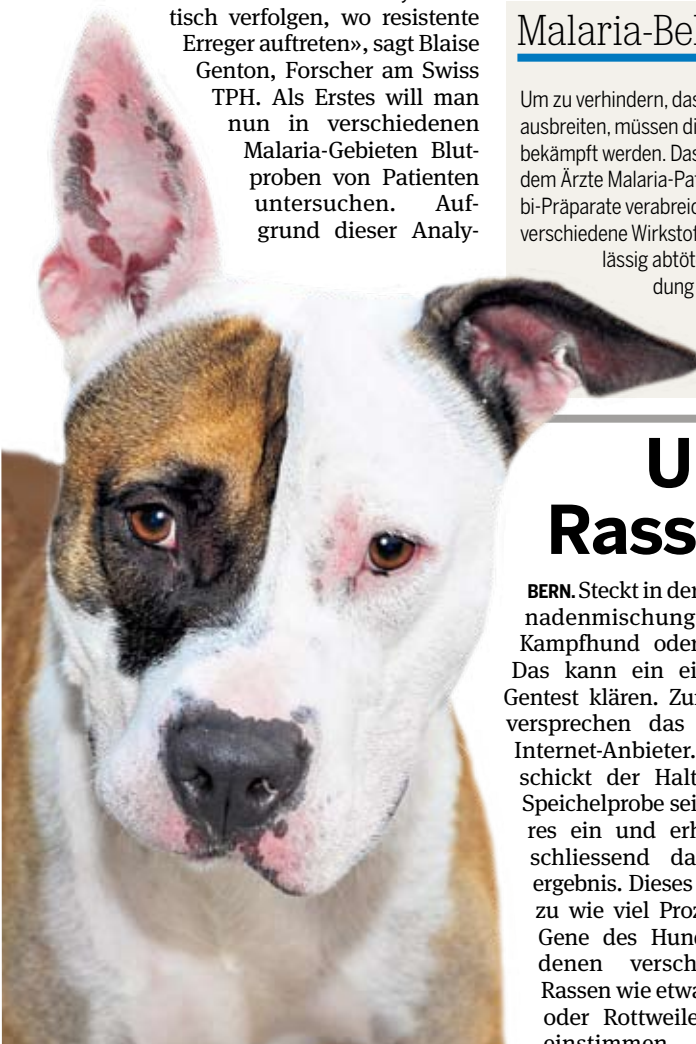 tisch verfolgen, wo resistente
Erreger auftreten», sagt Blaise
Genton, Forscher am Swiss
TPH. Als Erstes will man
nun in verschiedenen
Malaria-Gebieten Blut-
proben von Patienten
untersuchen. Auf-
grund dieser Analy-
Malaria-Be
Um zu verhindern, das
ausbreiten, müssen di
bekämpft werden. Das
dem Ärzte Malaria-Pat
bi-Präparate verabreic
verschiedene Wirkstof
lässig abtöt
dung
U
Rass
BERN. Steckt in der
nadenmischung
Kampfhund oder
Das kann ein ei
Gentest klären. Zu
versprechen das
Internet-Anbieter.
schickt der Halt
Speichelprobe sei
res ein und erh
schliessend da
ergebnis. Dieses
zu wie viel Proz
Gene des Hund
denen versch
Rassen wie etwa
oder Rottweile
einstimmen